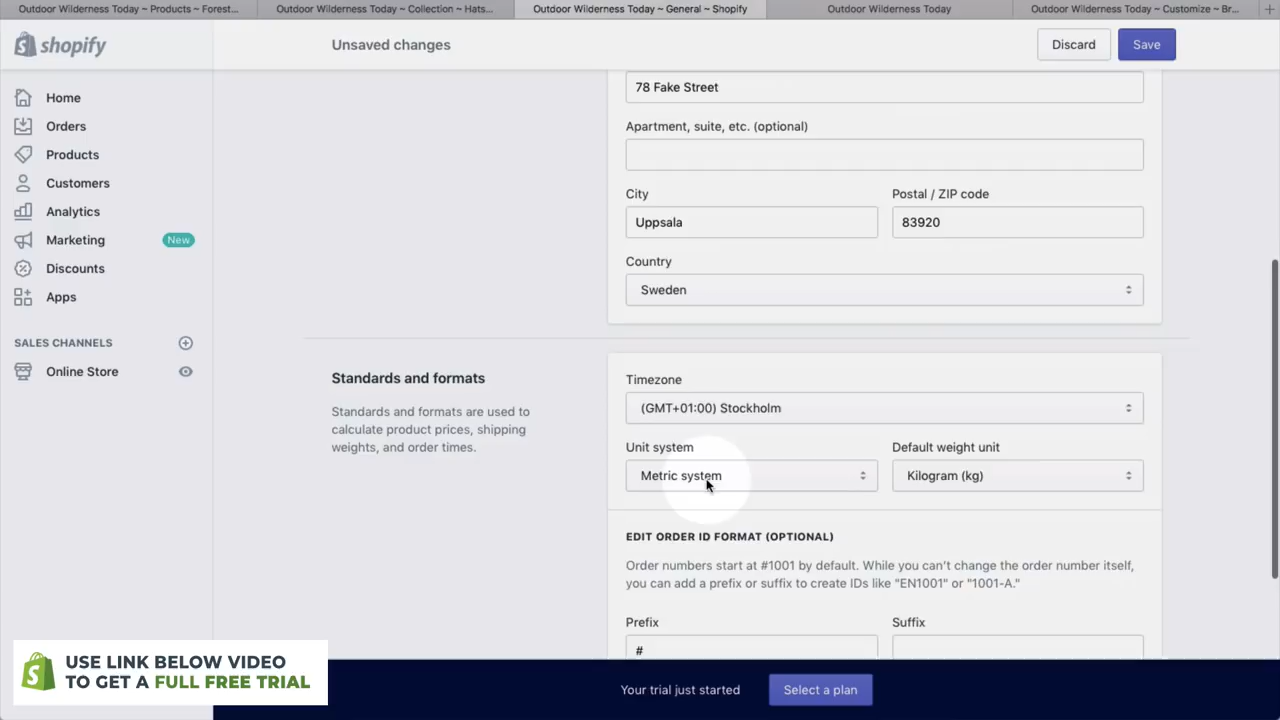 Outdoor Wilderness Today ~ Products ~ Forest...
Outdoor Wilderness Today ~ Collection ~ Hats...
Outdoor Wilderness Today ~ General ~ Shopify
Outdoor Wilderness Today
Outdoor Wilderness Today ~ Customize ~ Br...
shopify
Unsaved changes
Discard
Save
Home
Orders
Products
Customers
Analytics
Marketing
New
Discounts
Apps
SALES CHANNELS
Online Store
78 Fake Street
Apartment, suite, etc. (optional)
City
Postal / ZIP code
Uppsala
83920
Country
Sweden
Standards and formats
Standards and formats are used to
calculate product prices, shipping
weights, and order times.
Timezone
(GMT+01:00) Stockholm
Unit system
Default weight unit
Metric system
Kilogram (kg)
EDIT ORDER ID FORMAT (OPTIONAL)
Order numbers start at #1001 by default. While you can't change the order number itself,
you can add a prefix or suffix to create IDs like "EN1001" or "1001-A."
Prefix
Suffix
#
USE LINK BELOW VIDEO
TO GET A FULL FREE TRIAL
Your trial just started
Select a plan